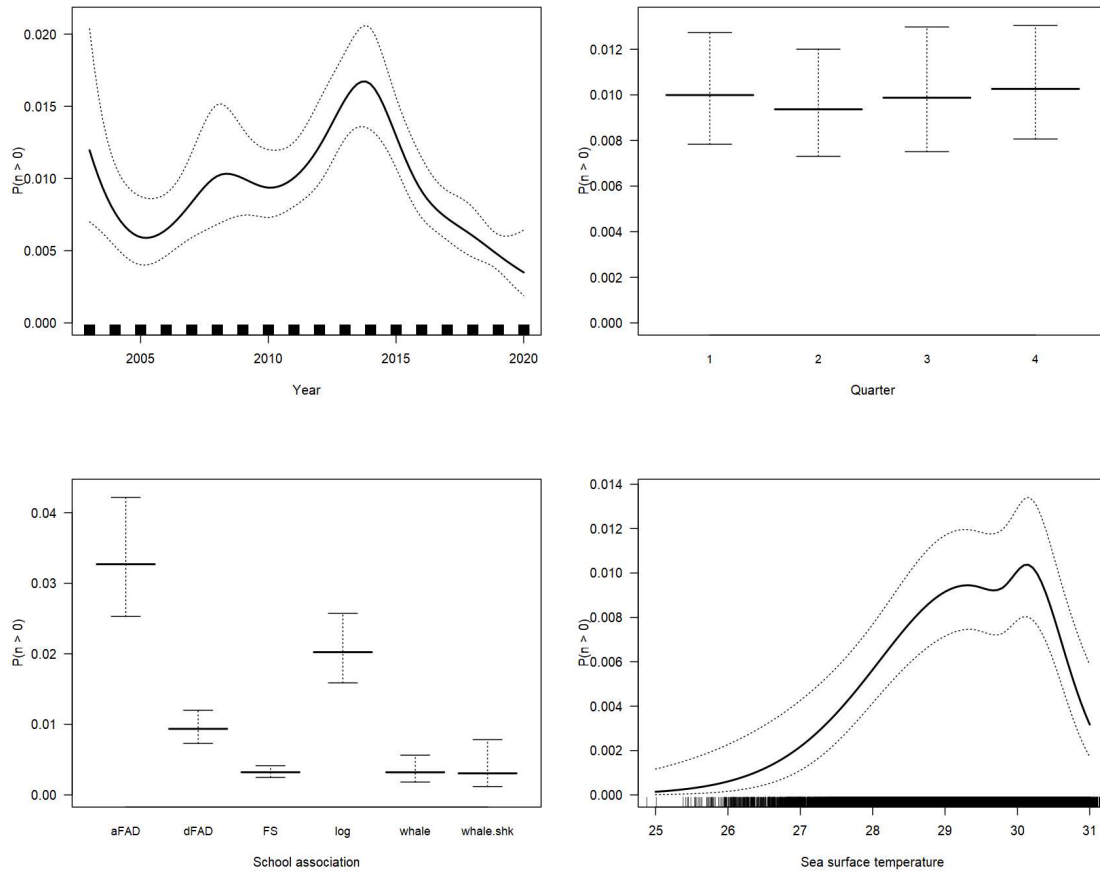 P(n > 0)
0.020
0.015
0.010
0.005
0.000
2005 2010 2015 2020
Year
P(n > 0)
0.012
0.010
0.008
0.006
0.004
0.002
0.000
1 2 3 4
Quarter
P(n > 0)
0.04
0.03
0.02
0.01
0.00
aFAD dFAD FS log whale whale.shk
School association
P(n > 0)
0.014
0.012
0.010
0.008
0.006
0.004
0.002
0.000
25 26 27 28 29 30 31
Sea surface temperature